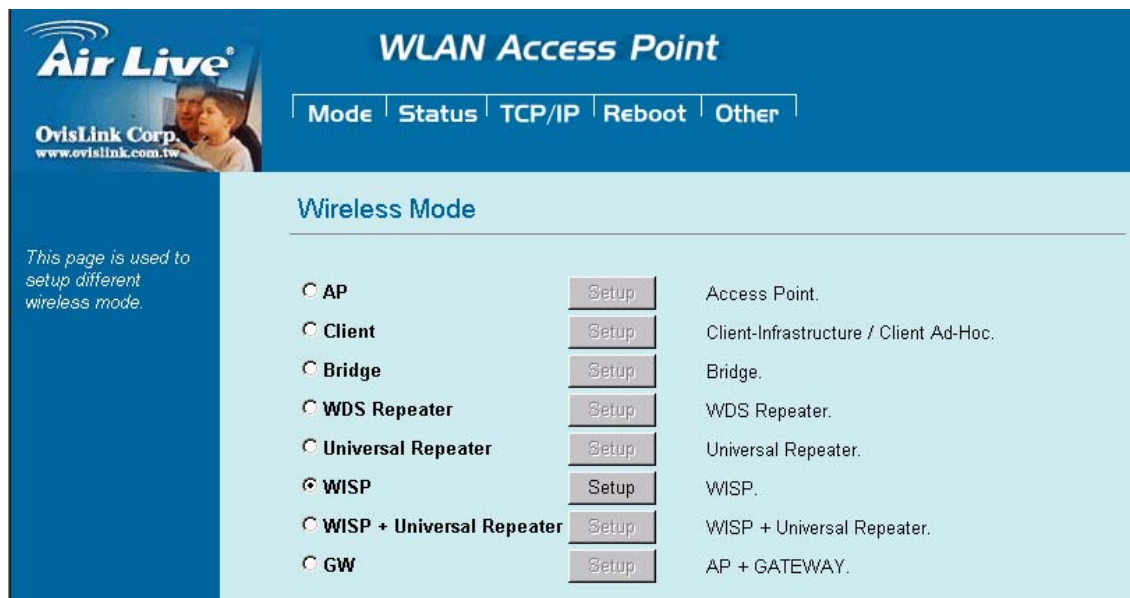 Air Live®
OvisLink Corp.
www.ovislink.com.tw
WLAN Access Point
Mode Status TCP/IP Reboot Other
This page is used to
setup different
wireless mode.
Wireless Mode
AP Setup Access Point.
Client Setup Client-Infrastructure / Client Ad-Hoc.
Bridge Setup Bridge.
WDS Repeater Setup WDS Repeater.
Universal Repeater Setup Universal Repeater.
WISP Setup WISP.
WISP + Universal Repeater Setup WISP + Universal Repeater.
GW Setup AP + GATEWAY.